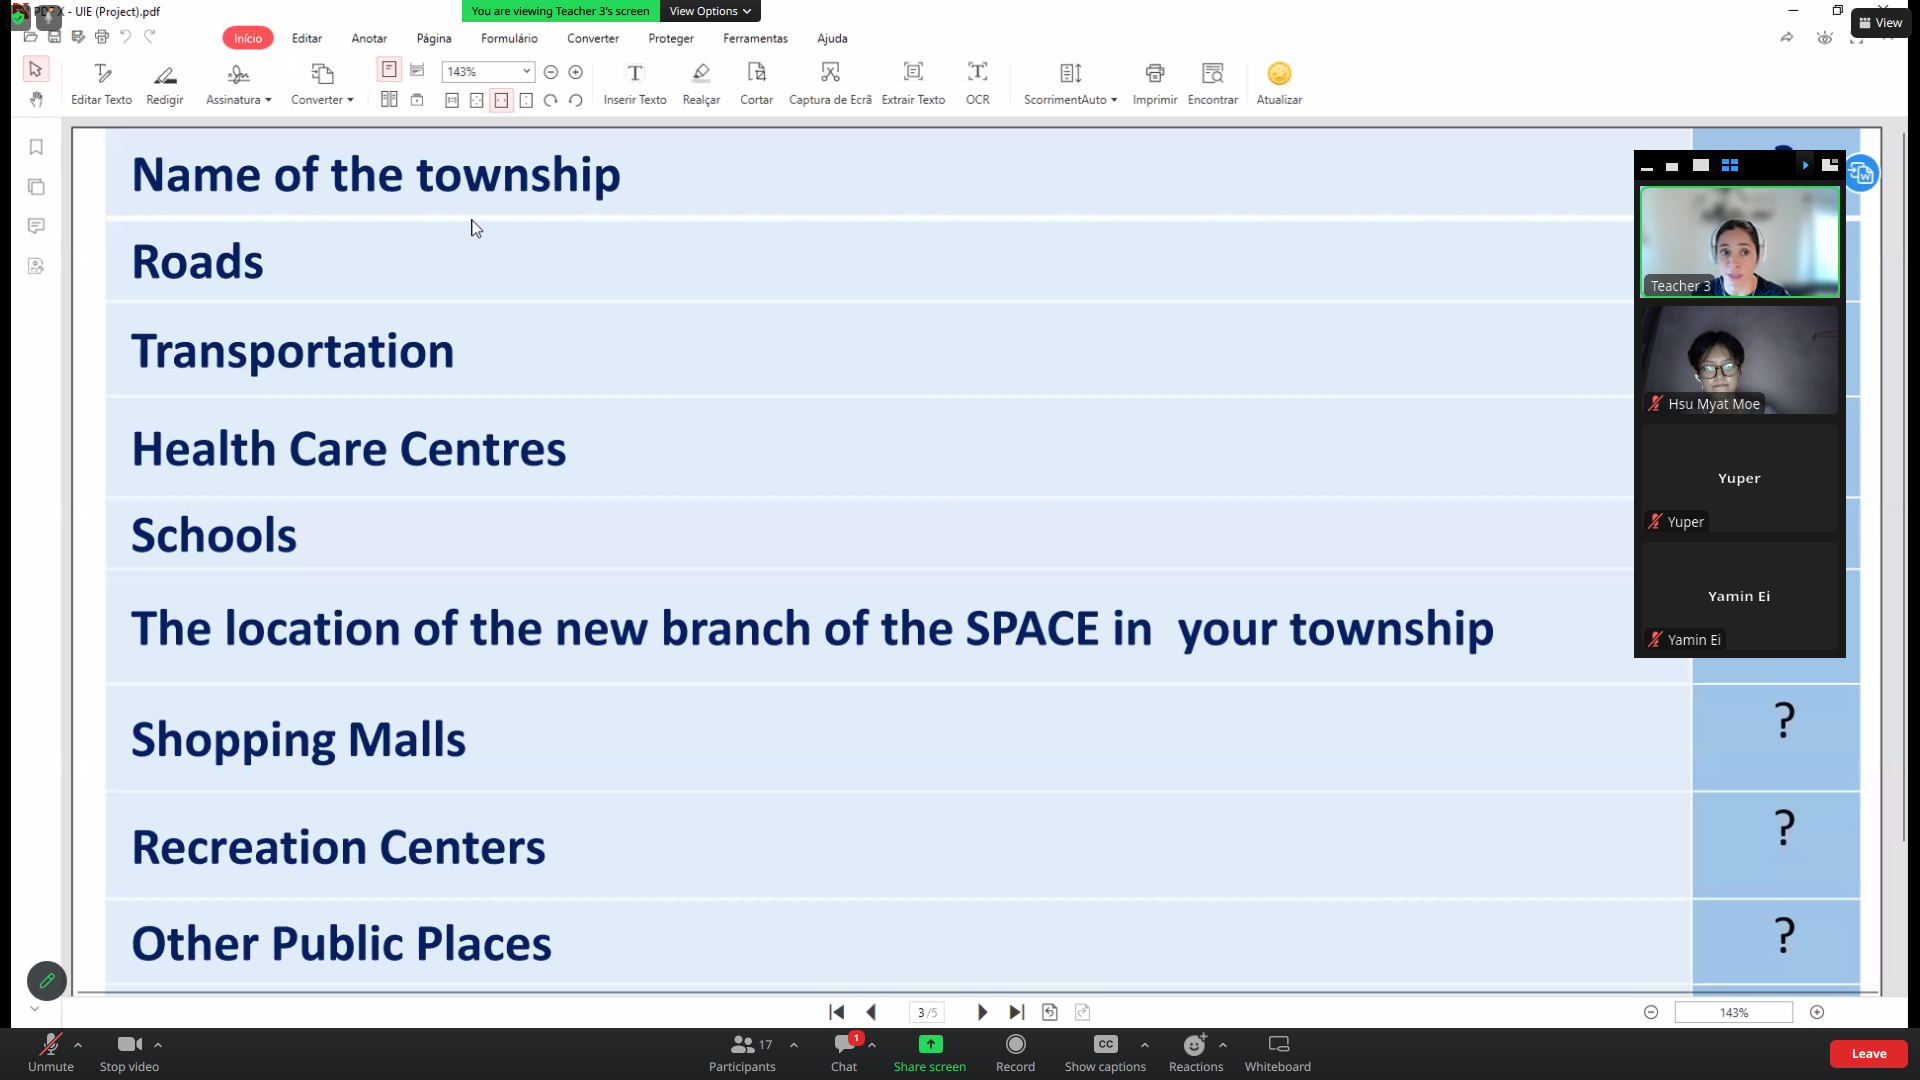 X - UIE (Project).pdf
You are viewing Teacher 3's screen
View Options
View
Início
Editar
Anotar
Página
Formulário
Converter
Proteger
Ferramentas
Ajuda
143%
Editar Texto
Redigir
Assinatura
Converter
Inserir Texto
Realçar
Cortar
Captura de Ecrã
Extrair Texto
OCR
ScorrimentAuto
Imprimir
Encontrar
Atualizar
Name of the township
Roads
Transportation
Health Care Centres
Schools
The location of the new branch of the SPACE in  your township
Shopping Malls
?
Recreation Centers
?
Other Public Places
?
Teacher 3
Hsu Myat Moe
Yuper
Yuper
Yamin Ei
Yamin Ei
3/5
143%
Unmute
Stop video
17
Participants
1
Chat
Share screen
Record
CC
Show captions
Reactions
Whiteboard
Leave